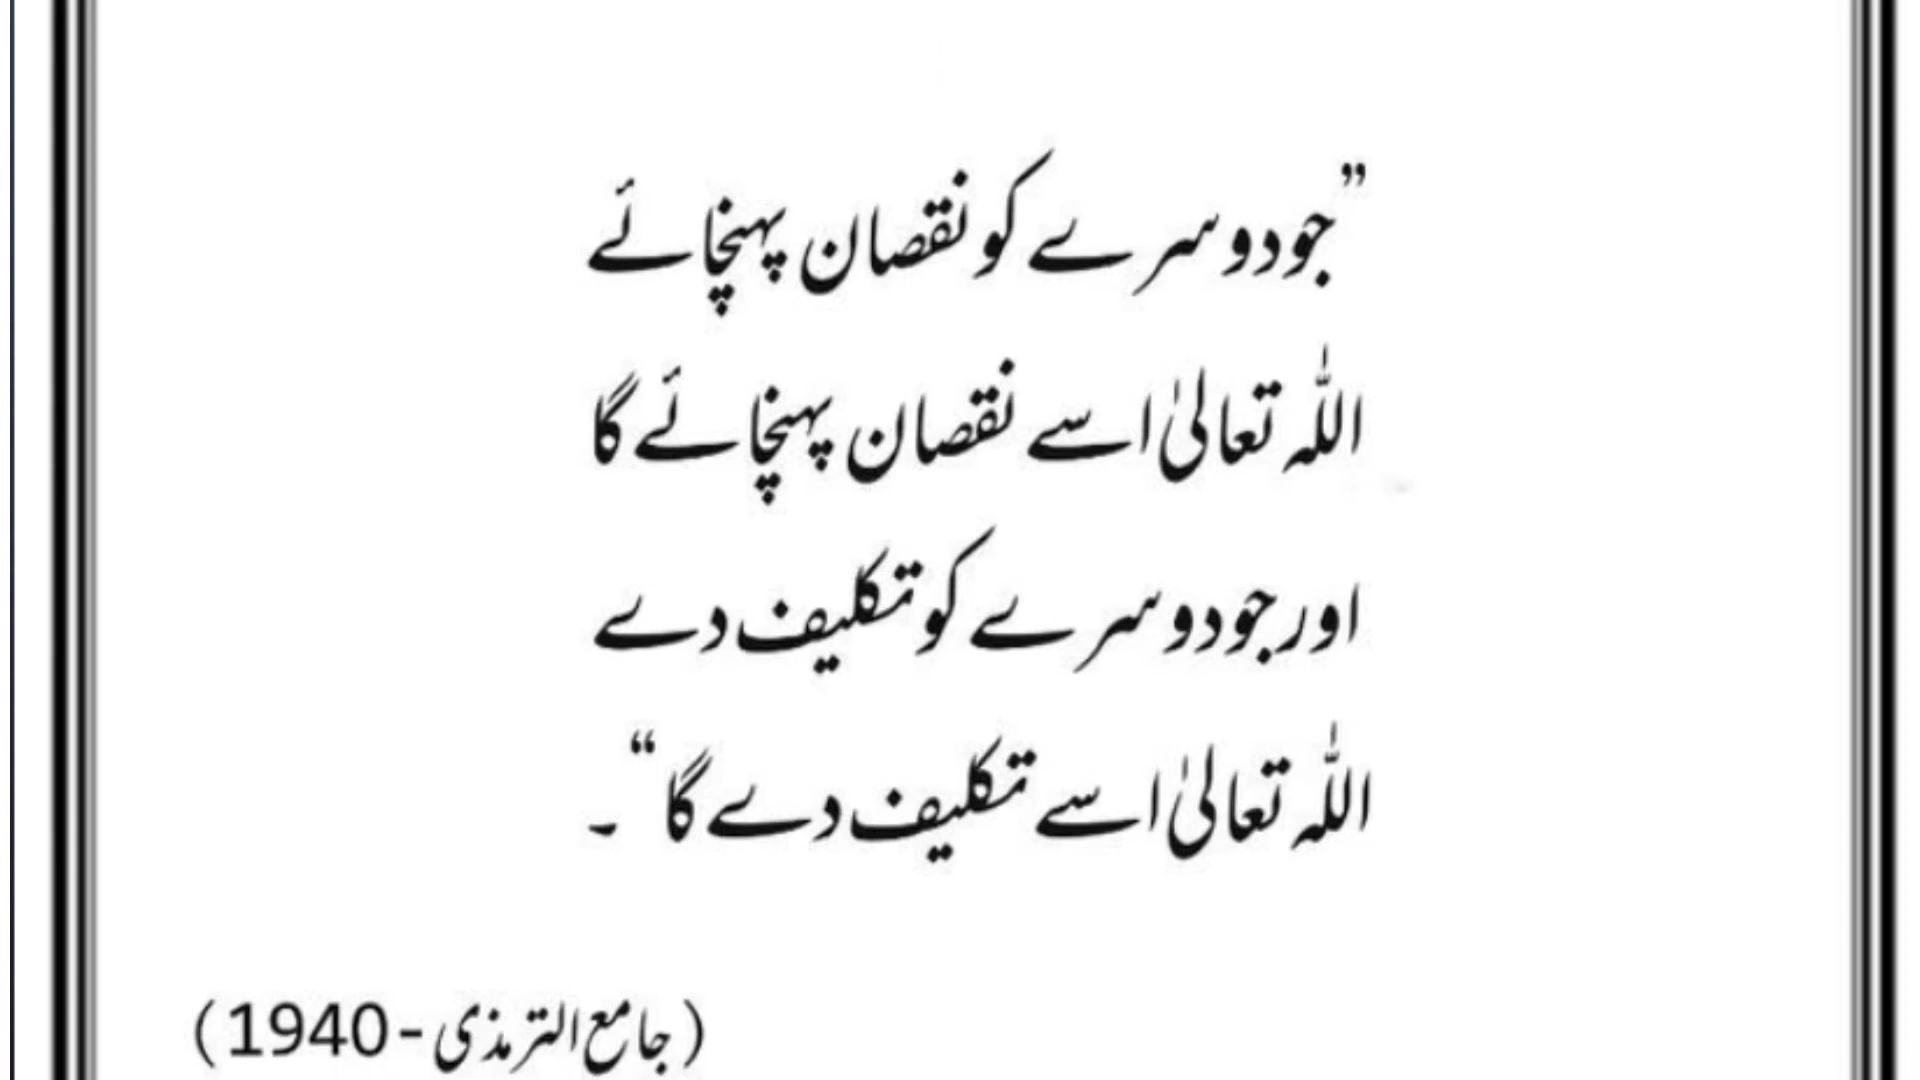 ”جو دوسرے کو نقصان پہنچائے
اللہ تعالیٰ اسے نقصان پہنچائے گا
اور جو دوسرے کو تکلیف دے
اللہ تعالیٰ اسے تکلیف دے گا“۔
(جامع الترمذی-1940)